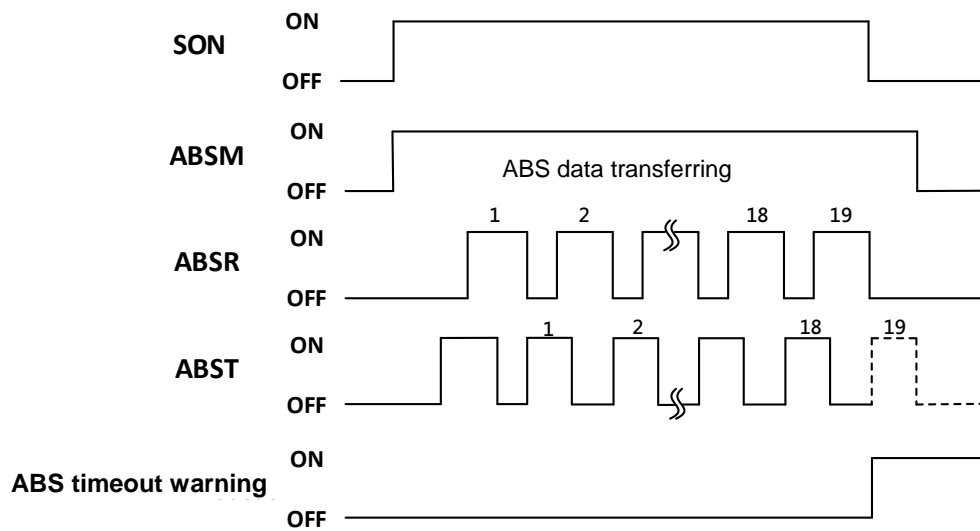 ON
SON
OFF
ON
ABSM
ABS data transferring
OFF
1 2 18 19
ON
ABSR
OFF
1 2 18 19
ON
ABST
OFF
ON
ABS timeout warning
OFF